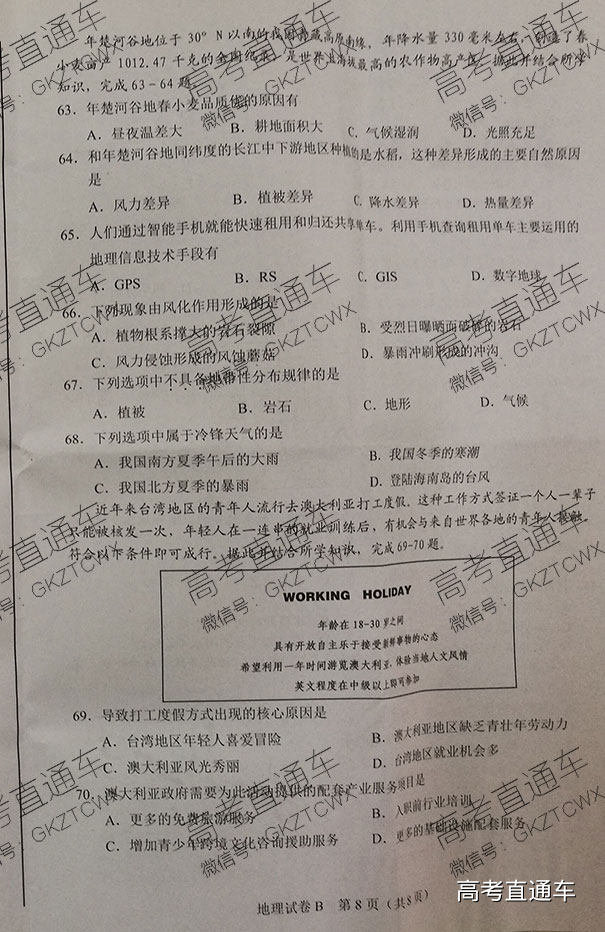 年楚河谷地位于 30°N 以南的我国青藏高原南缘，年降水量 330 毫米左右，创造了春
小麦亩产 1012.47 千克的全国纪录，是世界上海拔最高的农作物高产区。据此并结合所学
知识，完成 63－64 题
63．年楚河谷地春小麦品质优的原因有
A．昼夜温差大 B．耕地面积大 C．气候湿润 D．光照充足
64．和年楚河谷地同纬度的长江中下游地区种植的是水稻，这种差异形成的主要自然原因
是
A．风力差异 B．植被差异 C．降水差异 D．热量差异
65．人们通过智能手机就能快速租用和归还共享单车。利用手机查询租用单车主要运用的
地理信息技术手段有
A．GPS B．RS C．GIS D．数字地球
66．下列现象由风化作用形成的是
A．植物根系撑大的岩石裂隙 B．受烈日曝晒而破碎的岩石
C．风力侵蚀形成的风蚀蘑菇 D．暴雨冲刷形成的冲沟
67．下列选项中不具备地带性分布规律的是
A．植被 B．岩石 C．地形 D．气候
68．下列选项中属于冷锋天气的是
A．我国南方夏季午后的大雨 B．我国冬季的寒潮
C．我国北方夏季的暴雨 D．登陆海南岛的台风
近年来台湾地区的青年人流行去澳大利亚打工度假。这种工作方式签证一个人一辈子
只能被核发一次，年轻人在一连串的就业训练后，有机会与来自世界各地的青年人接触。
符合以下条件即可成行。据此并结合所学知识，完成 69-70 题。
WORKING HOLIDAY
年龄在 18-30 岁之间
具有开放自主乐于接受新鲜事物的心态
希望利用一年时间游览澳大利亚，体验当地人文风情
英文程度在中级以上即可参加
69．导致打工度假方式出现的核心原因是
A．台湾地区年轻人喜爱冒险 B．澳大利亚地区缺乏青壮年劳动力
C．澳大利亚风光秀丽 D．台湾地区就业机会多
70．澳大利亚政府需要为此活动提供的配套产业服务项目是
A．更多的免费旅游服务 B．入职前行业培训
C．增加青少年跨境文化咨询援助服务 D．更多的基础设施配套服务
地理试卷 B 第 8 页（共8页）
高考直通车
微信号：GKZTCWX